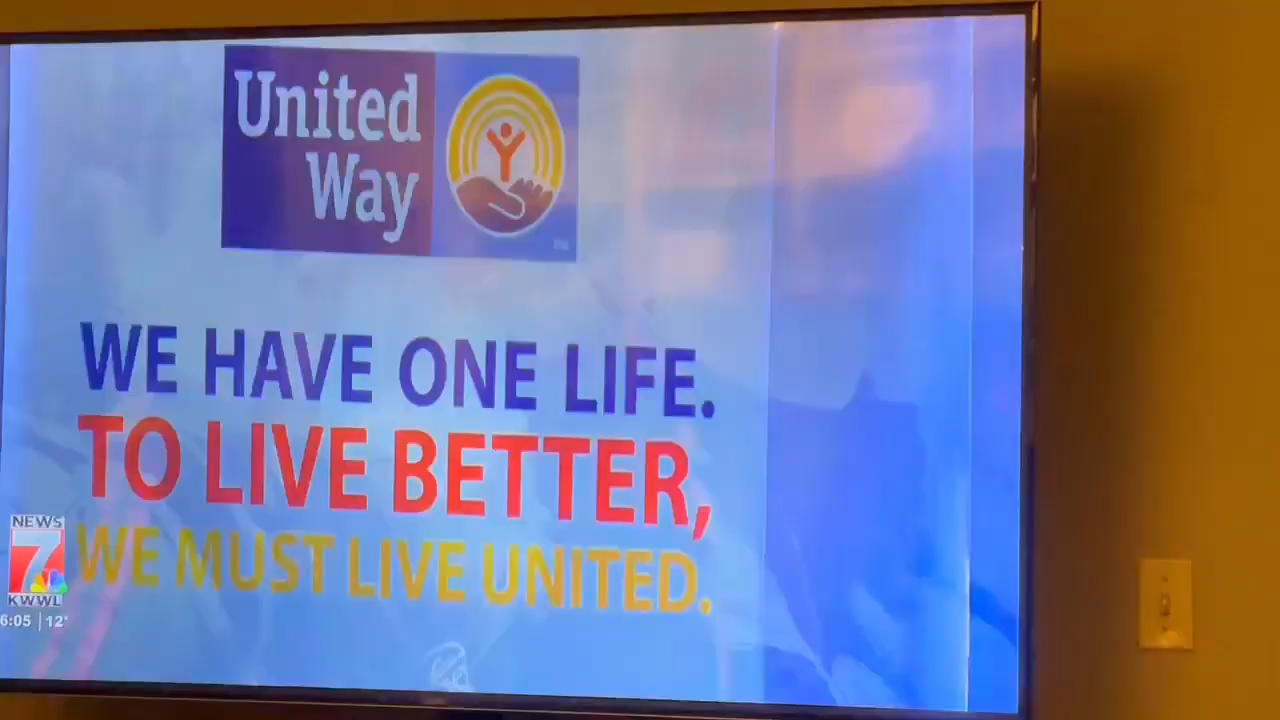 United
Way
WE HAVE ONE LIFE.
TO LIVE BETTER,
WE MUST LIVE UNITED.
NEWS
7
KWWL
6:05 | 12°